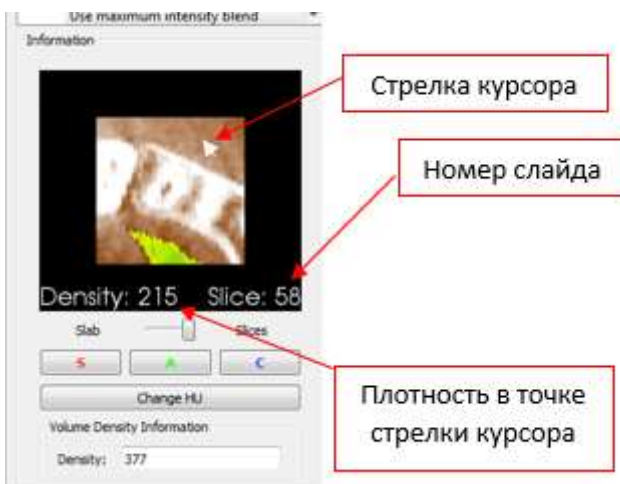 Use maximum intensity blend
Information
Стрелка курсора
Номер слайда
Density: 215 Slice: 58
Slab Slices
S A C
Change HU
Плотность в точке
стрелки курсора
Volume Density Information
Density: 377